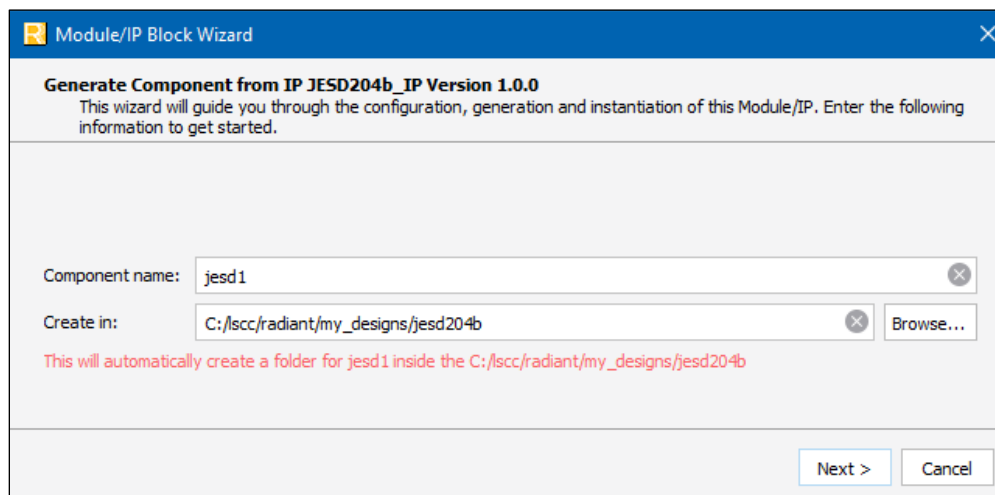 Module/IP Block Wizard
Generate Component from IP JESD204b_IP Version 1.0.0
This wizard will guide you through the configuration, generation and instantiation of this Module/IP. Enter the following
information to get started.
Component name: jesd1
Create in: C:/lscc/radiant/my_designs/jesd204b Browse...
This will automatically create a folder for jesd1 inside the C:/lscc/radiant/my_designs/jesd204b
Next > Cancel